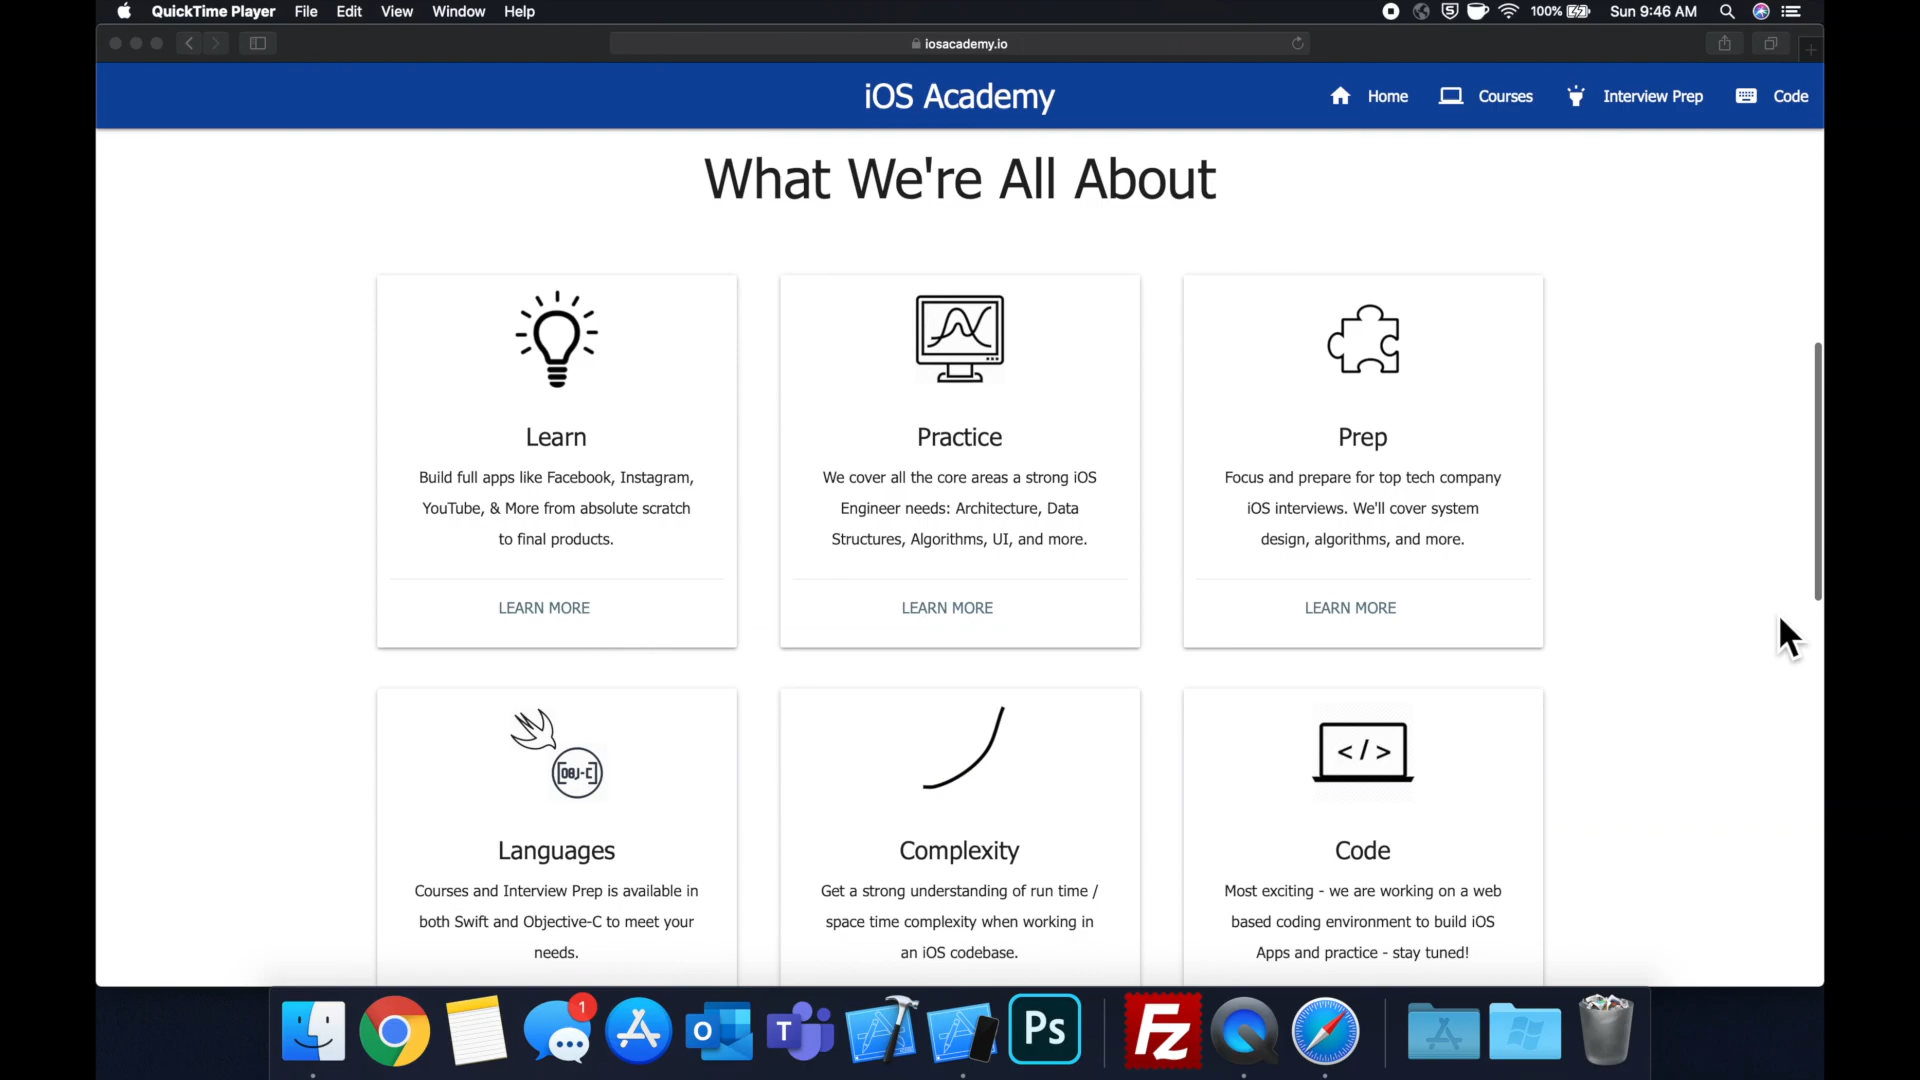 QuickTime Player File Edit View Window Help 100% Sun 9:46 AM
iosacademy.io
iOS Academy Home Courses Interview Prep Code
What We're All About
Learn
Build full apps like Facebook, Instagram,
YouTube, & More from absolute scratch
to final products.
LEARN MORE
Practice
We cover all the core areas a strong iOS
Engineer needs: Architecture, Data
Structures, Algorithms, UI, and more.
LEARN MORE
Prep
Focus and prepare for top tech company
iOS interviews. We'll cover system
design, algorithms, and more.
LEARN MORE
[OBJ-C]
Languages
Courses and Interview Prep is available in
both Swift and Objective-C to meet your
needs.
Complexity
Get a strong understanding of run time /
space time complexity when working in
an iOS codebase.
</>
Code
Most exciting - we are working on a web
based coding environment to build iOS
Apps and practice - stay tuned!
1
O
T
Ps
Fz